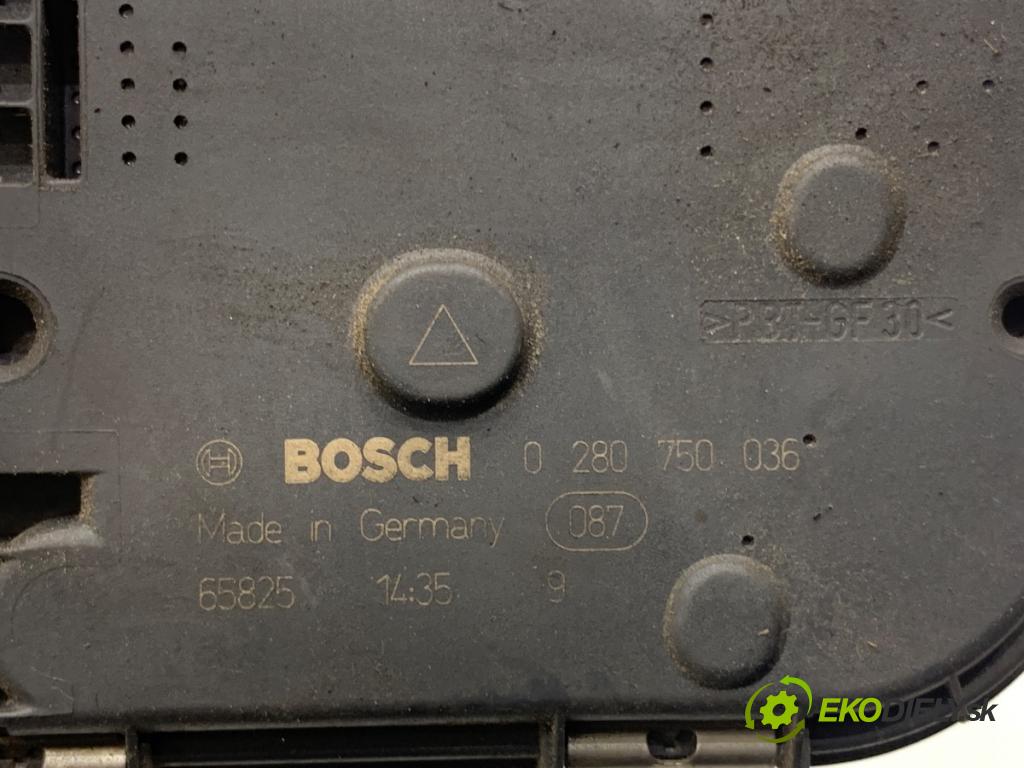 >PBT-GF30<
BOSCH 0 280 750 036
Made in Germany 087
65825 14:35 9
EKODIELY.sk